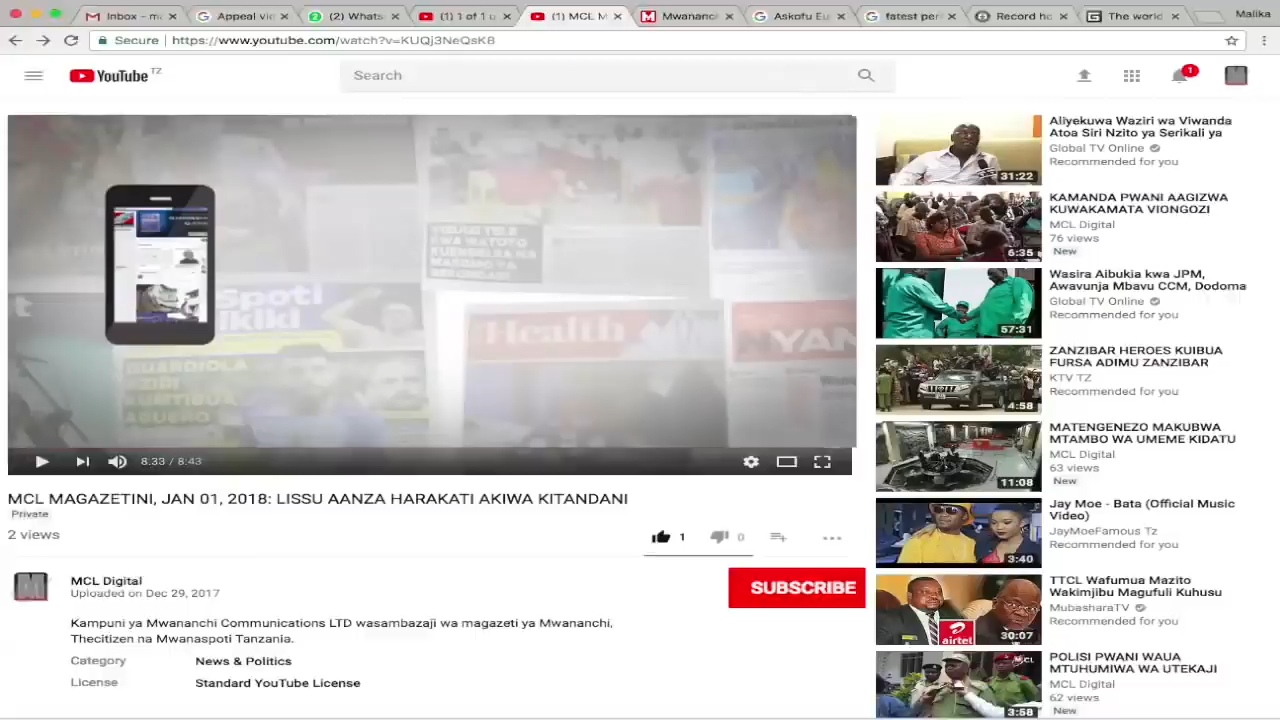 Inbox – ma
Appeal vie
(2) Whats
(1) 1 of 1 u
(1) MCL M
Mwananc
Askofu Eu
fatest per
Record ho
The world
Malika
Secure
https://www.youtube.com/watch?v=KUQj3NeQsK8
YouTube TZ
Search
1
Health
YAN
8.33 / 8:43
MCL MAGAZETINI, JAN 01, 2018: LISSU AANZA HARAKATI AKIWA KITANDANI
Private
2 views
1
0
MCL Digital
Uploaded on Dec 29, 2017
SUBSCRIBE
Kampuni ya Mwananchi Communications LTD wasambazaji wa magazeti ya Mwananchi,
Thecitizen na Mwanaspoti Tanzania.
Category
News & Politics
License
Standard YouTube License
31:22
Aliyekuwa Waziri wa Viwanda
Atoa Siri Nzito ya Serikali ya
Global TV Online
Recommended for you
6:35
KAMANDA PWANI AAGIZWA
KUWAKAMATA VIONGOZI
MCL Digital
76 views
New
57:31
Wasira Aibukia kwa JPM,
Awavunja Mbavu CCM, Dodoma
Global TV Online
Recommended for you
4:58
ZANZIBAR HEROES KUIBUA
FURSA ADIMU ZANZIBAR
KTV TZ
Recommended for you
11:08
MATENGENEZO MAKUBWA
MTAMBO WA UMEME KIDATU
MCL Digital
63 views
New
3:40
Jay Moe - Bata (Official Music
Video)
JayMoeFamous Tz
Recommended for you
airtel
30:07
TTCL Wafumua Mazito
Wakimjibu Magufuli Kuhusu
MubasharaTV
Recommended for you
MCL
3:58
POLISI PWANI WAUA
MTUHUMIWA WA UTEKAJI
MCL Digital
62 views
New